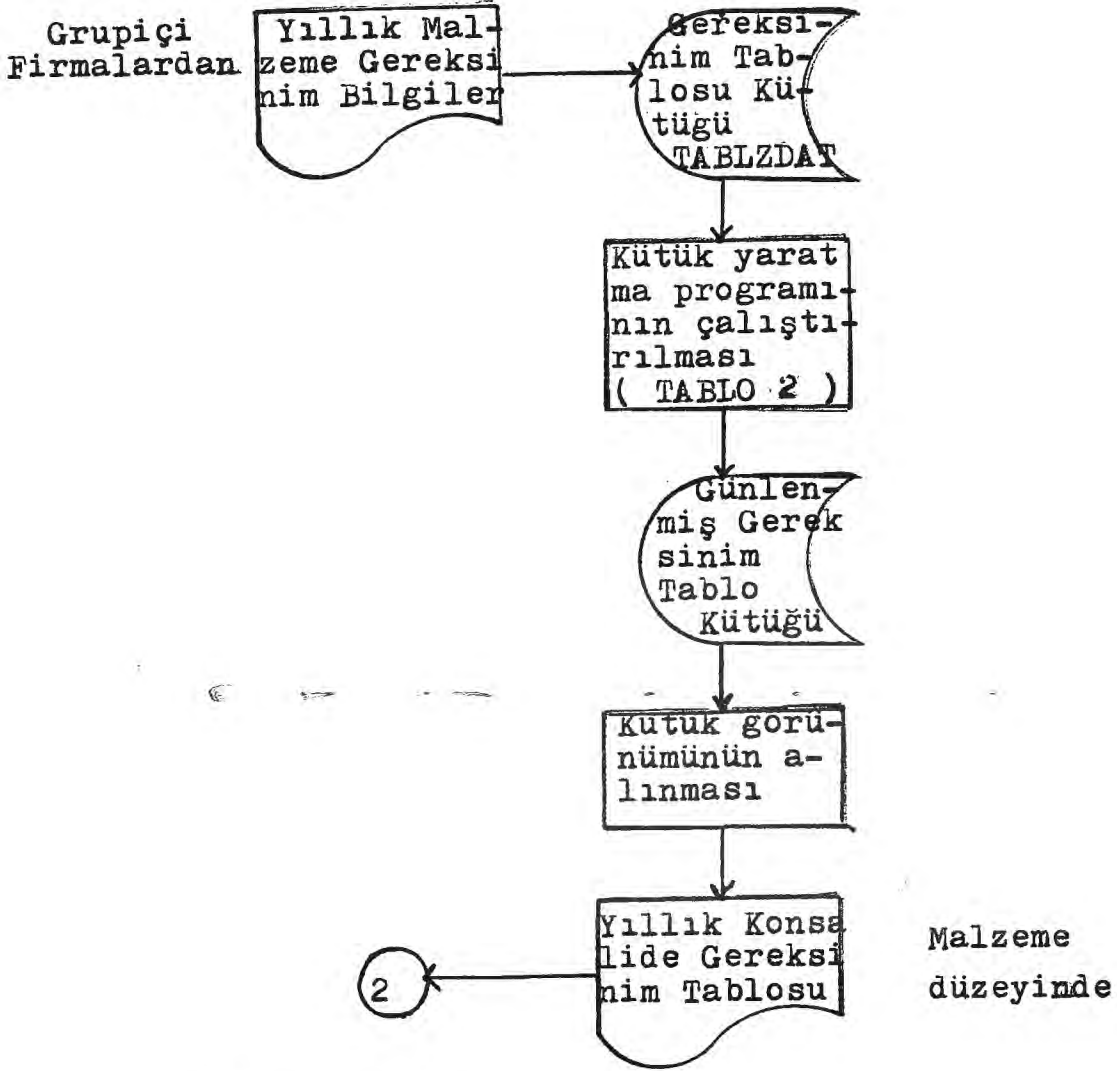 Grupiçi
Firmalardan
Yıllık Mal-
zeme Gereksi
nim Bilgiler
Gereksi-
nim Tab-
losu Kü-
tüğü
TABLZDAT
Kütük yarat
ma programı-
nın çalıştı-
rılması
( TABLO 2 )
Günlen-
miş Gerek
sinim
Tablo
Kütüğü
Kütük görü-
nümünün a-
lınması
Yıllık Konsa
lide Gereksi
nim Tablosu
Malzeme
düzeyinde
2